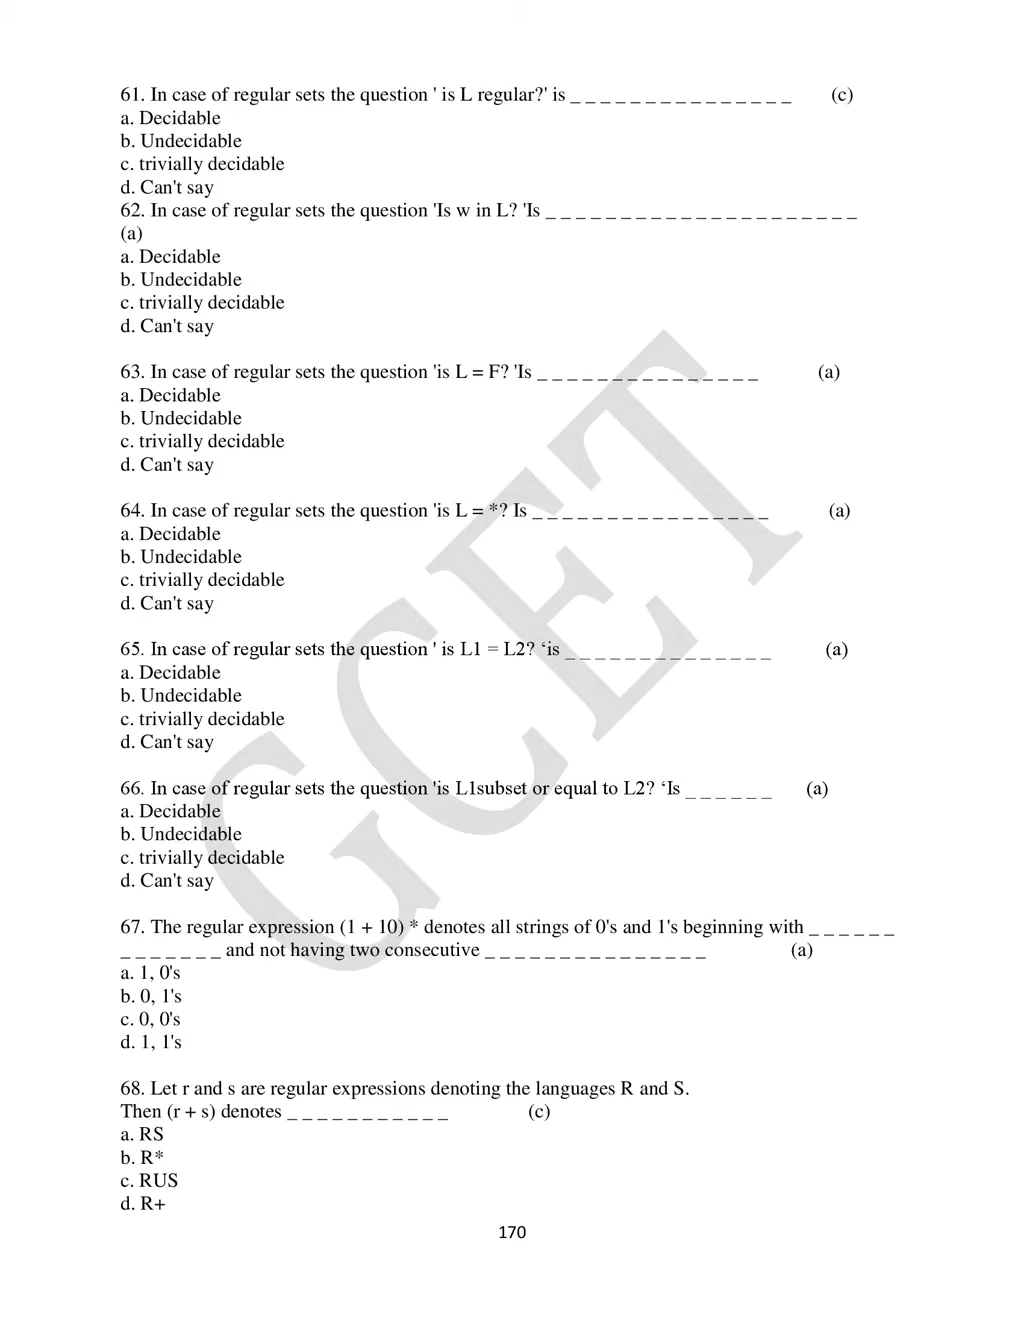 61. In case of regular sets the question ' is L regular?' is _ _ _ _ _ _ _ _ _ _ _ _ _ _ _ (c)
a. Decidable
b. Undecidable
c. trivially decidable
d. Can't say
62. In case of regular sets the question 'Is w in L? 'Is _ _ _ _ _ _ _ _ _ _ _ _ _ _ _ _ _ _ _ _ _
(a)
a. Decidable
b. Undecidable
c. trivially decidable
d. Can't say
63. In case of regular sets the question 'is L = F? 'Is _ _ _ _ _ _ _ _ _ _ _ _ _ _ _ (a)
a. Decidable
b. Undecidable
c. trivially decidable
d. Can't say
64. In case of regular sets the question 'is L = *? Is _ _ _ _ _ _ _ _ _ _ _ _ _ _ _ _ (a)
a. Decidable
b. Undecidable
c. trivially decidable
d. Can't say
65. In case of regular sets the question ' is L1 = L2? ‘is _ _ _ _ _ _ _ _ _ _ _ _ _ _ (a)
a. Decidable
b. Undecidable
c. trivially decidable
d. Can't say
66. In case of regular sets the question 'is L1subset or equal to L2? ‘Is _ _ _ _ _ _ (a)
a. Decidable
b. Undecidable
c. trivially decidable
d. Can't say
67. The regular expression (1 + 10) * denotes all strings of 0's and 1's beginning with _ _ _ _ _ _
_ _ _ _ _ _ _ and not having two consecutive _ _ _ _ _ _ _ _ _ _ _ _ _ _ _ (a)
a. 1, 0's
b. 0, 1's
c. 0, 0's
d. 1, 1's
68. Let r and s are regular expressions denoting the languages R and S.
Then (r + s) denotes _ _ _ _ _ _ _ _ _ _ _ (c)
a. RS
b. R*
c. RUS
d. R+
170
GCET